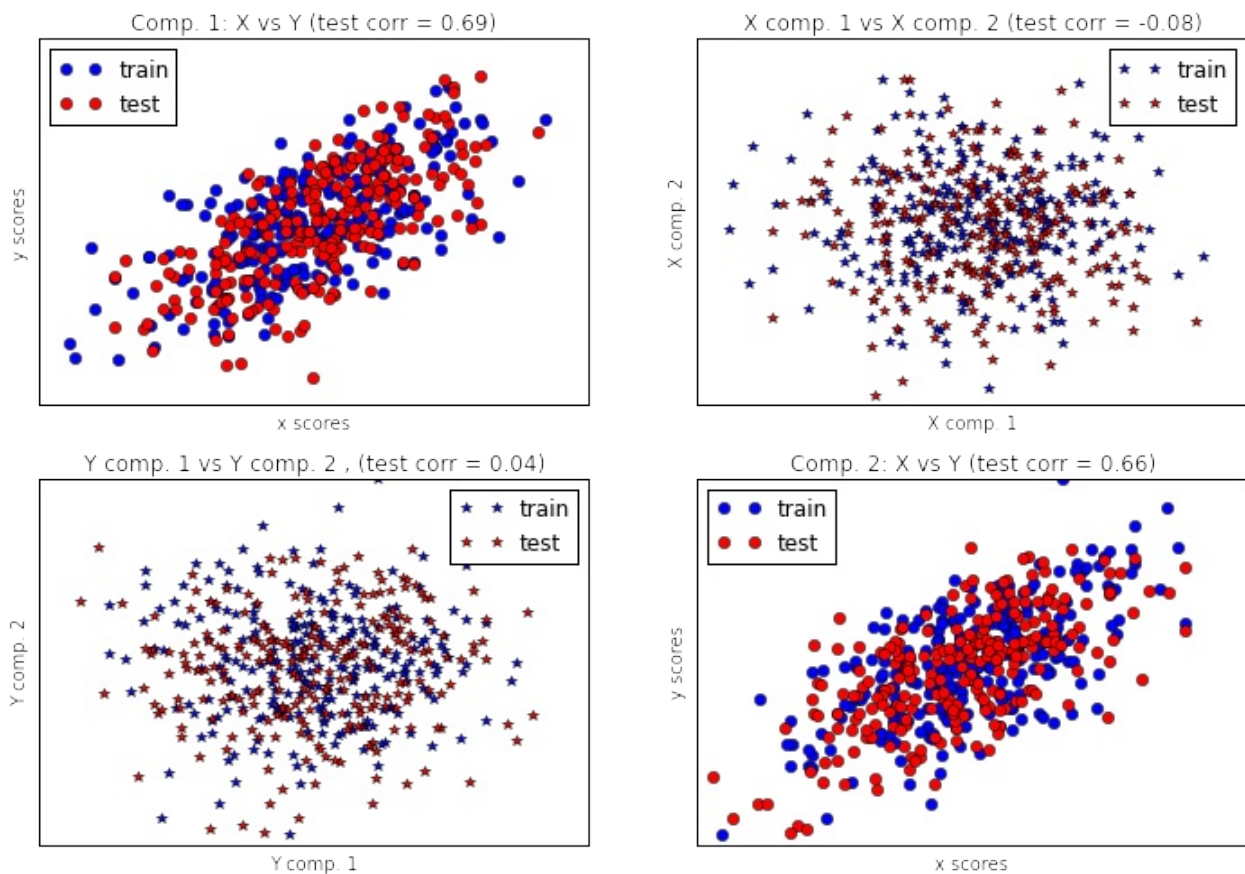 Comp. 1: X vs Y (test corr = 0.69)
train
test
y scores
x scores
X comp. 1 vs X comp. 2 (test corr = -0.08)
train
test
X comp. 2
X comp. 1
Y comp. 1 vs Y comp. 2 , (test corr = 0.04)
train
test
Y comp. 2
Y comp. 1
Comp. 2: X vs Y (test corr = 0.66)
train
test
y scores
x scores